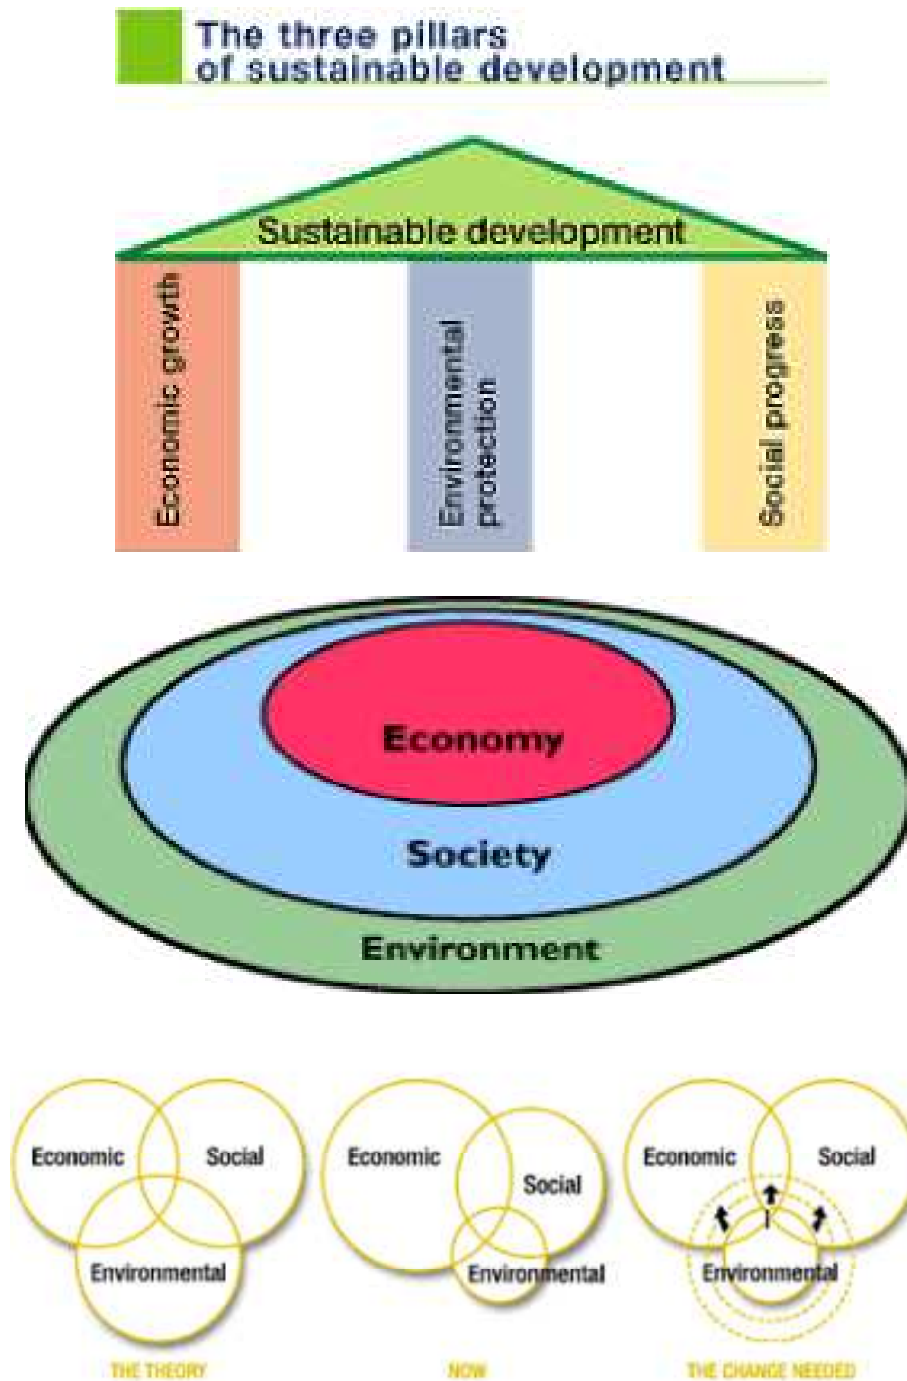 The three pillars
of sustainable development
Sustainable development
Economic growth
Environmental
protection
Social progress
Economy
Society
Environment
Economic
Social
Environmental
THE THEORY
Economic
Social
Environmental
NOW
Economic
Social
Environmental
THE CHANGE NEEDED